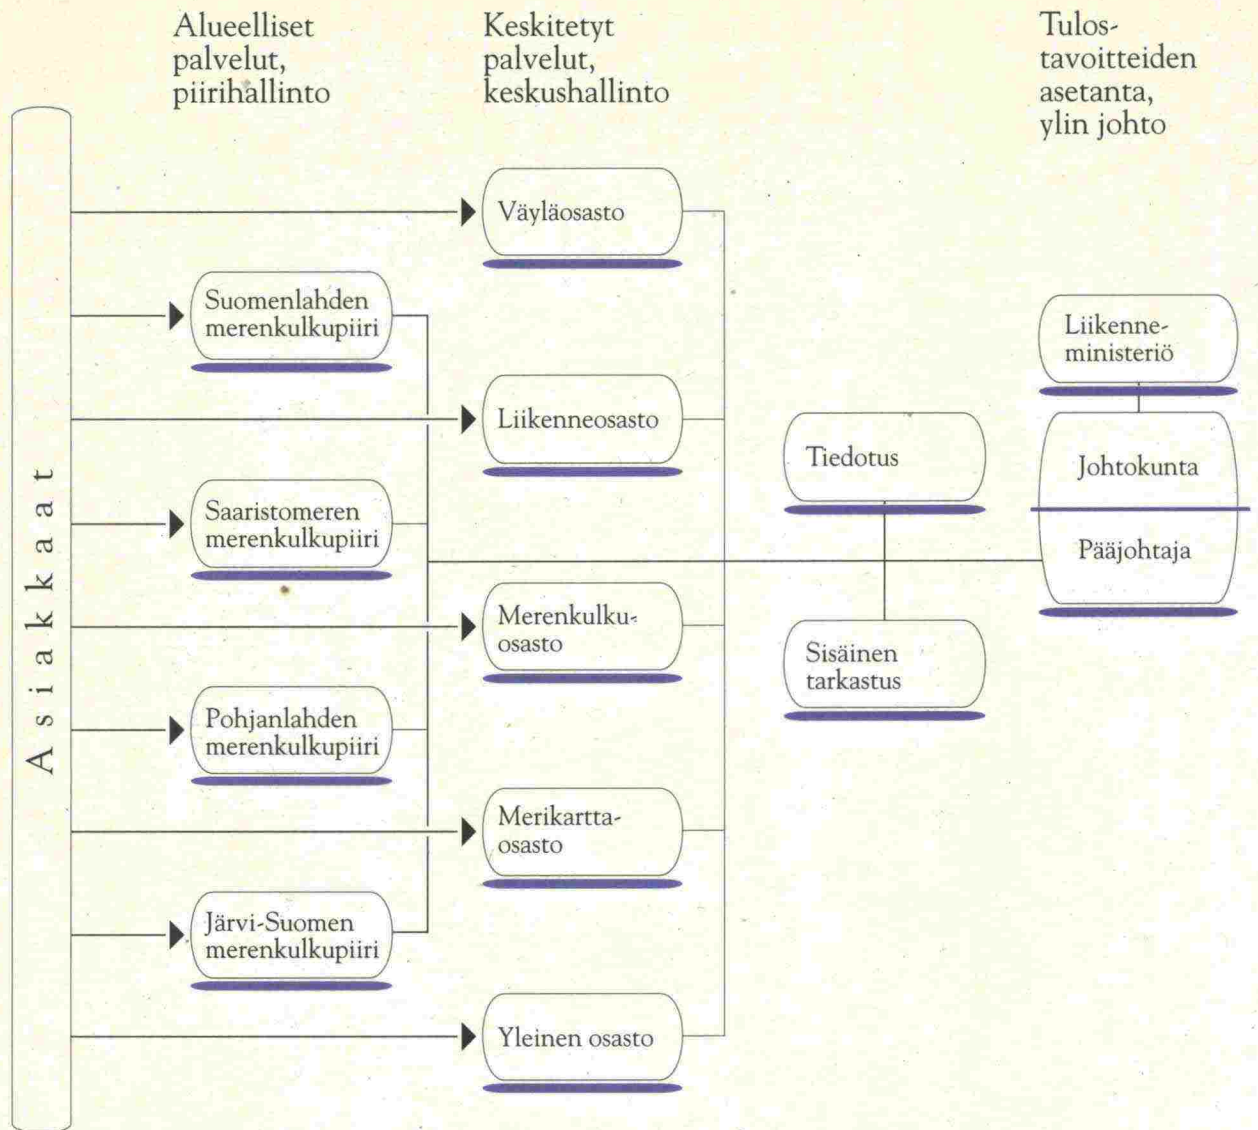 Alueelliset
palvelut,
piirihallinto
Keskitetyt
palvelut,
keskushallinto
Tulos-
tavoitteiden
asetanta,
ylin johto
Asiakkaat
Väyläosasto
Suomenlahden
merenkulkupiiri
Liikenne-
ministeriö
Liikenneosasto
Tiedotus
Johtokunta
Saaristomeren
merenkulkupiiri
Pääjohtaja
Merenkulku-
osasto
Sisäinen
tarkastus
Pohjanlahden
merenkulkupiiri
Merikartta-
osasto
Järvi-Suomen
merenkulkupiiri
Yleinen osasto